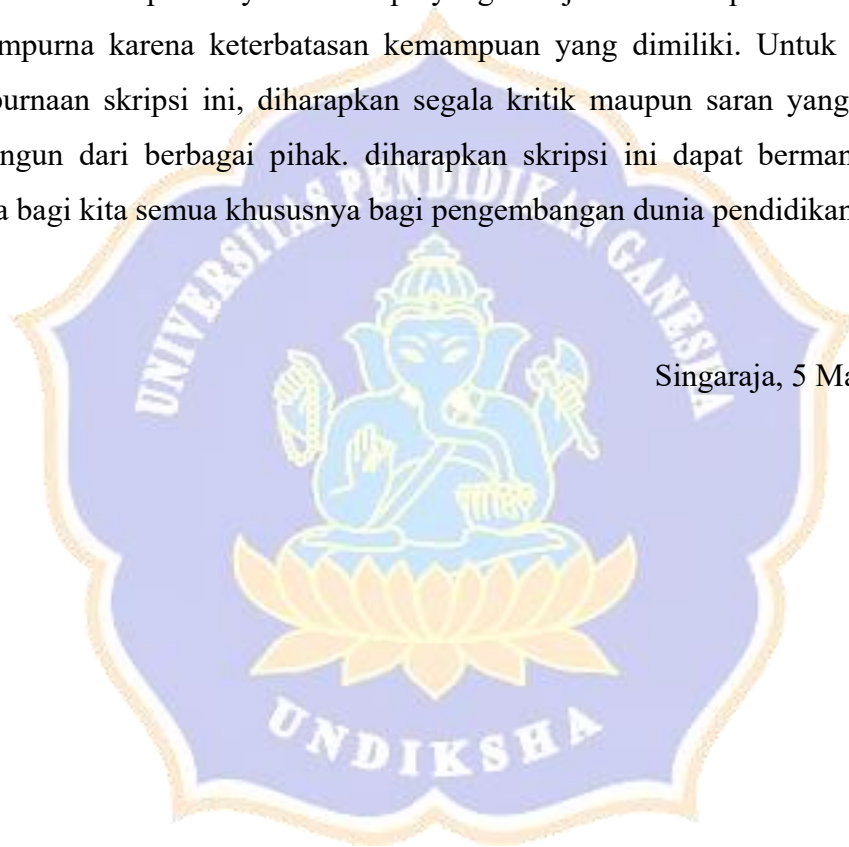 mpurna karena keterbatasan kemampuan yang dimiliki. Untuk
purnaan skripsi ini, diharapkan segala kritik maupun saran yang
ngun dari berbagai pihak. diharapkan skripsi ini dapat berman
a bagi kita semua khususnya bagi pengembangan dunia pendidikan
UNIVERSITAS PENDIDIKAN GANESHA
Singaraja, 5 Ma
UNDIKSHA